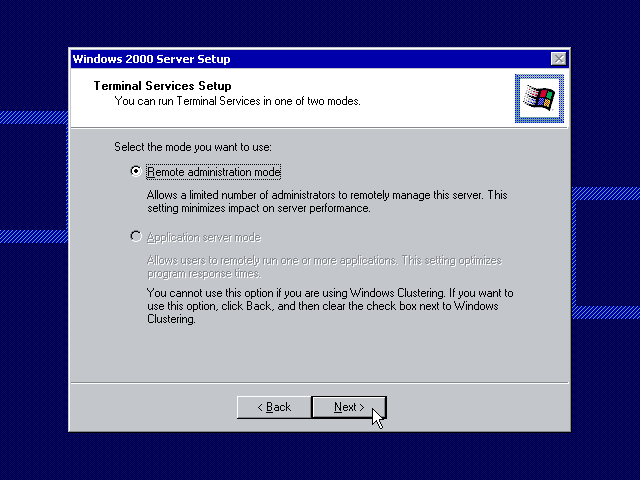 Windows 2000 Server Setup
Terminal Services Setup
You can run Terminal Services in one of two modes.
Select the mode you want to use:
Remote administration mode
Allows a limited number of administrators to remotely manage this server. This
setting minimizes impact on server performance.
Application server mode
Allows users to remotely run one or more applications. This setting optimizes
program response times.
You cannot use this option if you are using Windows Clustering. If you want to
use this option, click Back, and then clear the check box next to Windows
Clustering.
< Back
Next >